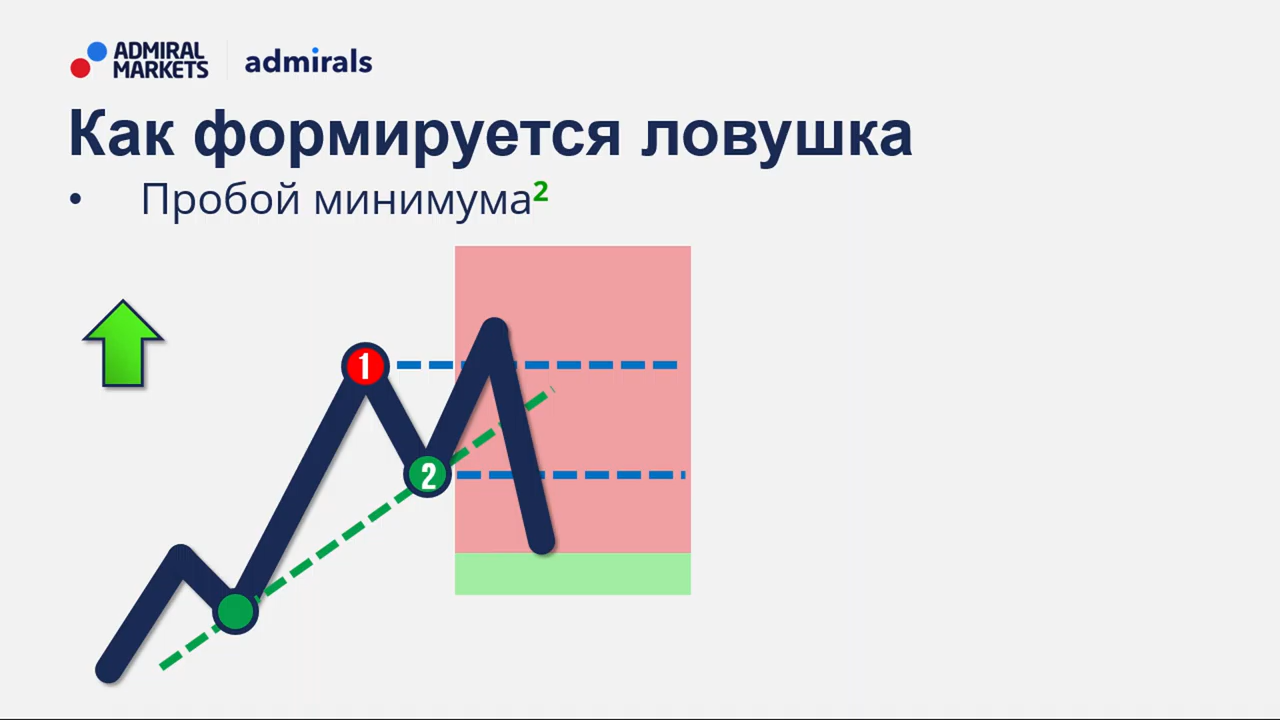 ADMIRAL
MARKETS
admirals
Как формируется ловушка
• Пробой минимума²
1
2